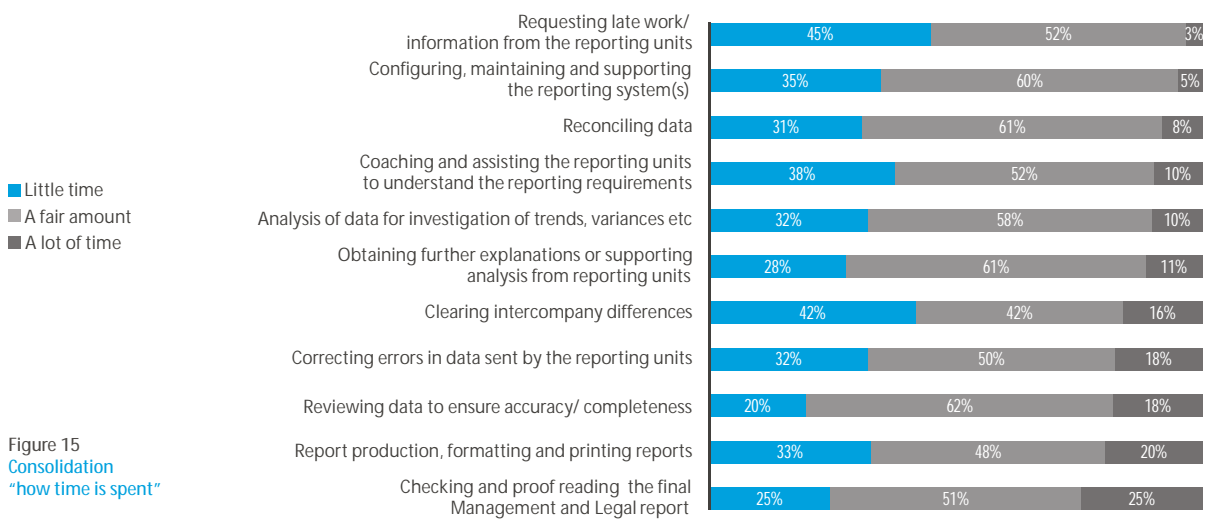 Requesting late work/
information from the reporting units
45% 52% 3%
Configuring, maintaining and supporting
the reporting system(s)
35% 60% 5%
Reconciling data
31% 61% 8%
Coaching and assisting the reporting units
to understand the reporting requirements
38% 52% 10%
Little time
A fair amount
A lot of time
Analysis of data for investigation of trends, variances etc
32% 58% 10%
Obtaining further explanations or supporting
analysis from reporting units
28% 61% 11%
Clearing intercompany differences
42% 42% 16%
Correcting errors in data sent by the reporting units
32% 50% 18%
Reviewing data to ensure accuracy/ completeness
20% 62% 18%
Report production, formatting and printing reports
33% 48% 20%
Checking and proof reading the final
Management and Legal report
25% 51% 25%
Figure 15
Consolidation
“how time is spent”